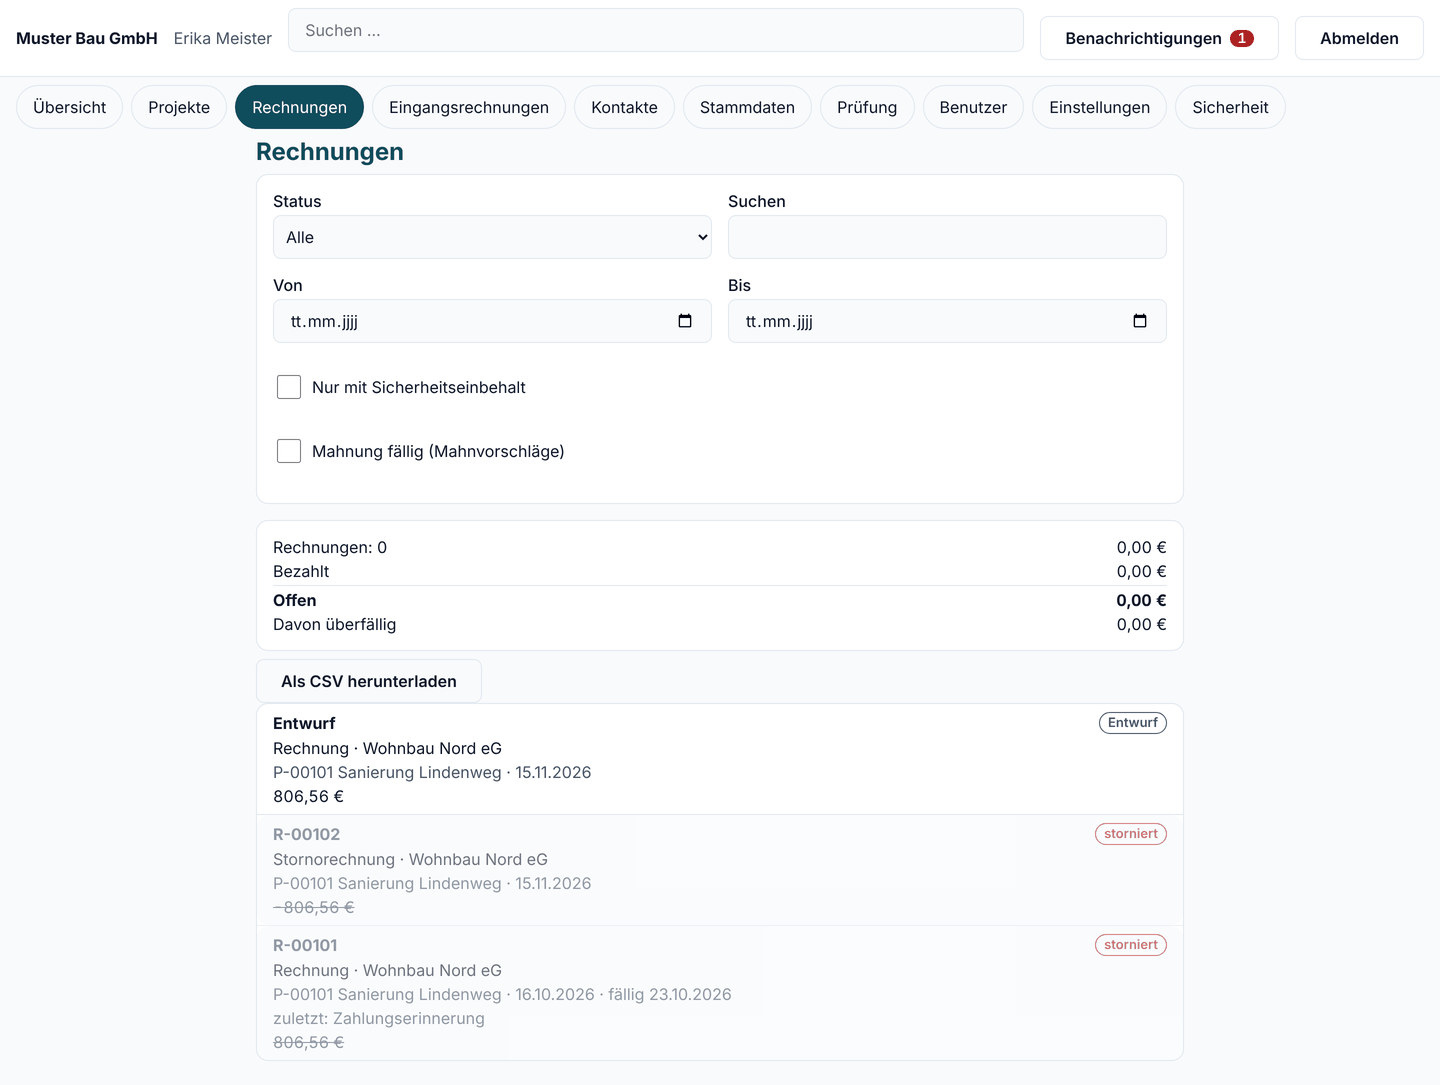 Muster Bau GmbH Erika Meister Suchen ... Benachrichtigungen 1 Abmelden
Übersicht Projekte Rechnungen Eingangsrechnungen Kontakte Stammdaten Prüfung Benutzer Einstellungen Sicherheit
Rechnungen
Status Suchen
Alle
Von Bis
tt.mm.jjjj tt.mm.jjjj
Nur mit Sicherheitseinbehalt
Mahnung fällig (Mahnvorschläge)
Rechnungen: 0 0,00 €
Bezahlt 0,00 €
Offen 0,00 €
Davon überfällig 0,00 €
Als CSV herunterladen
Entwurf Entwurf
Rechnung · Wohnbau Nord eG
P-00101 Sanierung Lindenweg · 15.11.2026
806,56 €
R-00102 storniert
Stornorechnung · Wohnbau Nord eG
P-00101 Sanierung Lindenweg · 15.11.2026
−806,56 €
R-00101 storniert
Rechnung · Wohnbau Nord eG
P-00101 Sanierung Lindenweg · 16.10.2026 · fällig 23.10.2026
zuletzt: Zahlungserinnerung
806,56 €